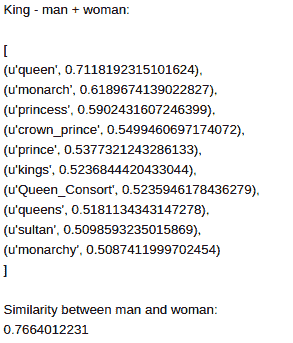 King - man + woman:
[
(u'queen', 0.7118192315101624),
(u'monarch', 0.6189674139022827),
(u'princess', 0.5902431607246399),
(u'crown_prince', 0.5499460697174072),
(u'prince', 0.5377321243286133),
(u'kings', 0.5236844420433044),
(u'Queen_Consort', 0.5235946178436279),
(u'queens', 0.5181134343147278),
(u'sultan', 0.5098593235015869),
(u'monarchy', 0.5087411999702454)
]
Similarity between man and woman:
0.7664012231